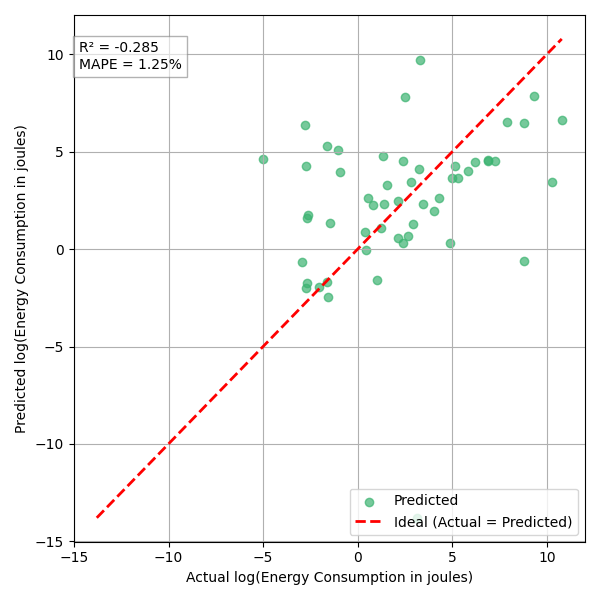 R² = -0.285
MAPE = 1.25%
10
5
0
−5
−10
−15
Predicted log(Energy Consumption in joules)
Predicted
Ideal (Actual = Predicted)
−15 −10 −5 0 5 10
Actual log(Energy Consumption in joules)